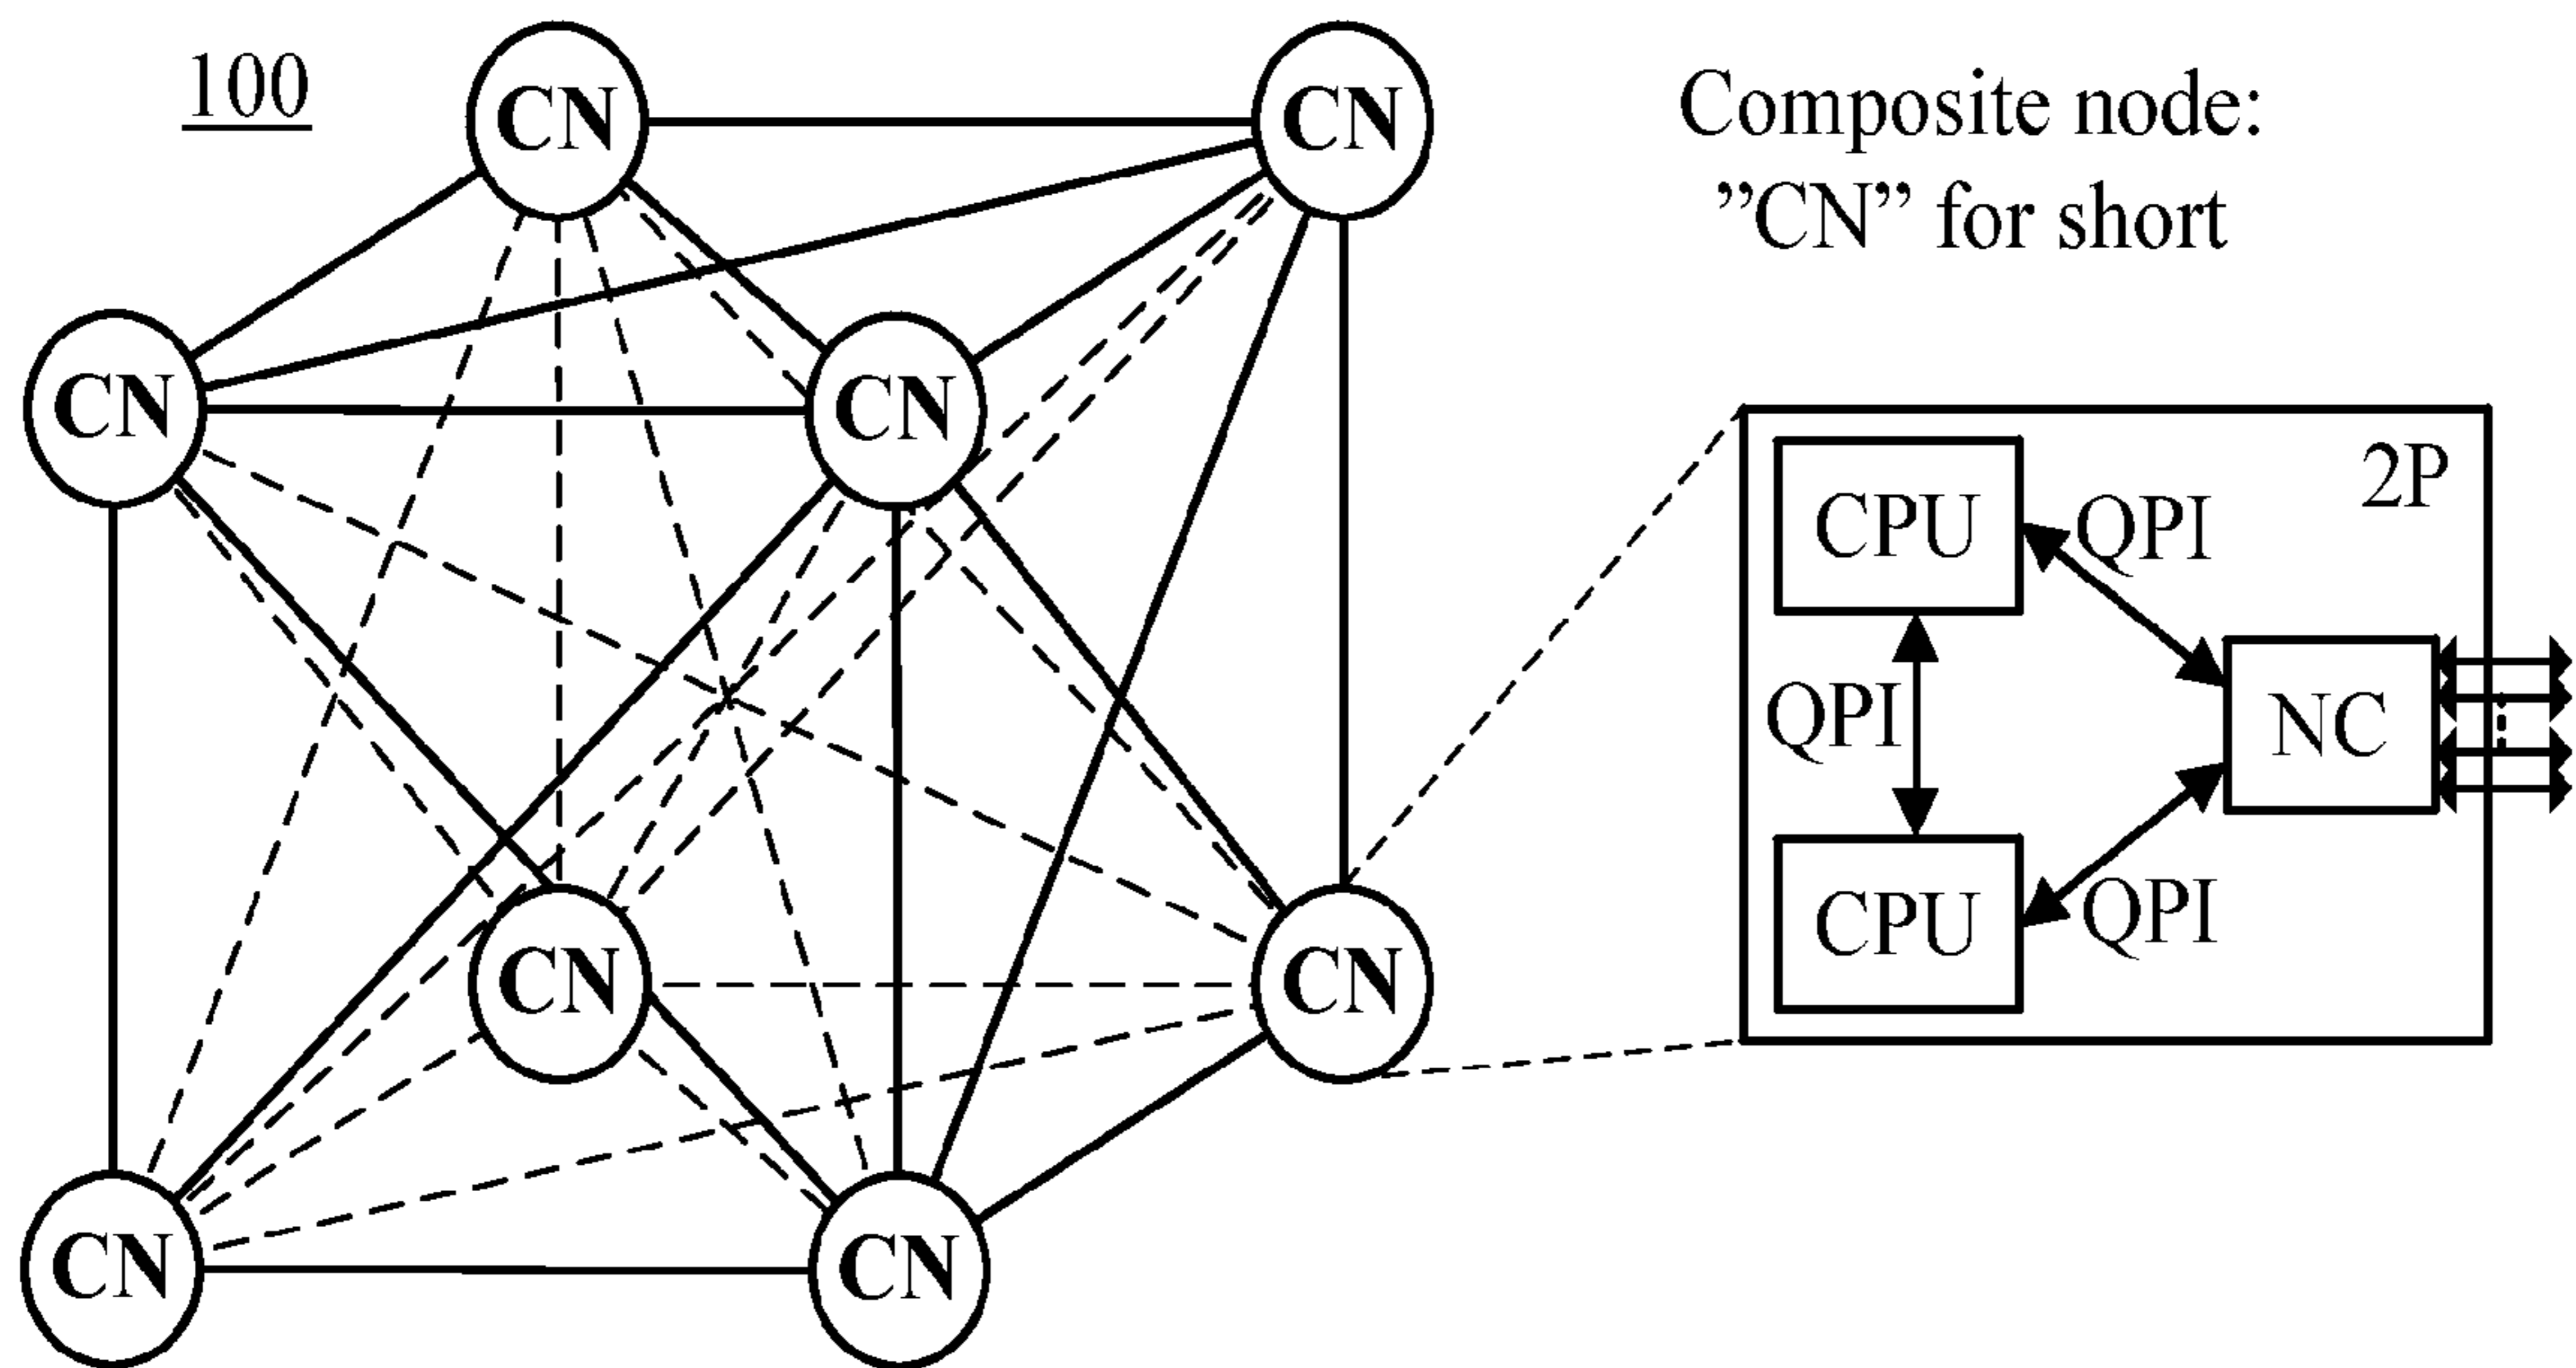 100
CN
CN
Composite node:
”CN” for short
CN
CN
2P
CPU
QPI
QPI
NC
CPU
QPI
CN
CN
CN
CN